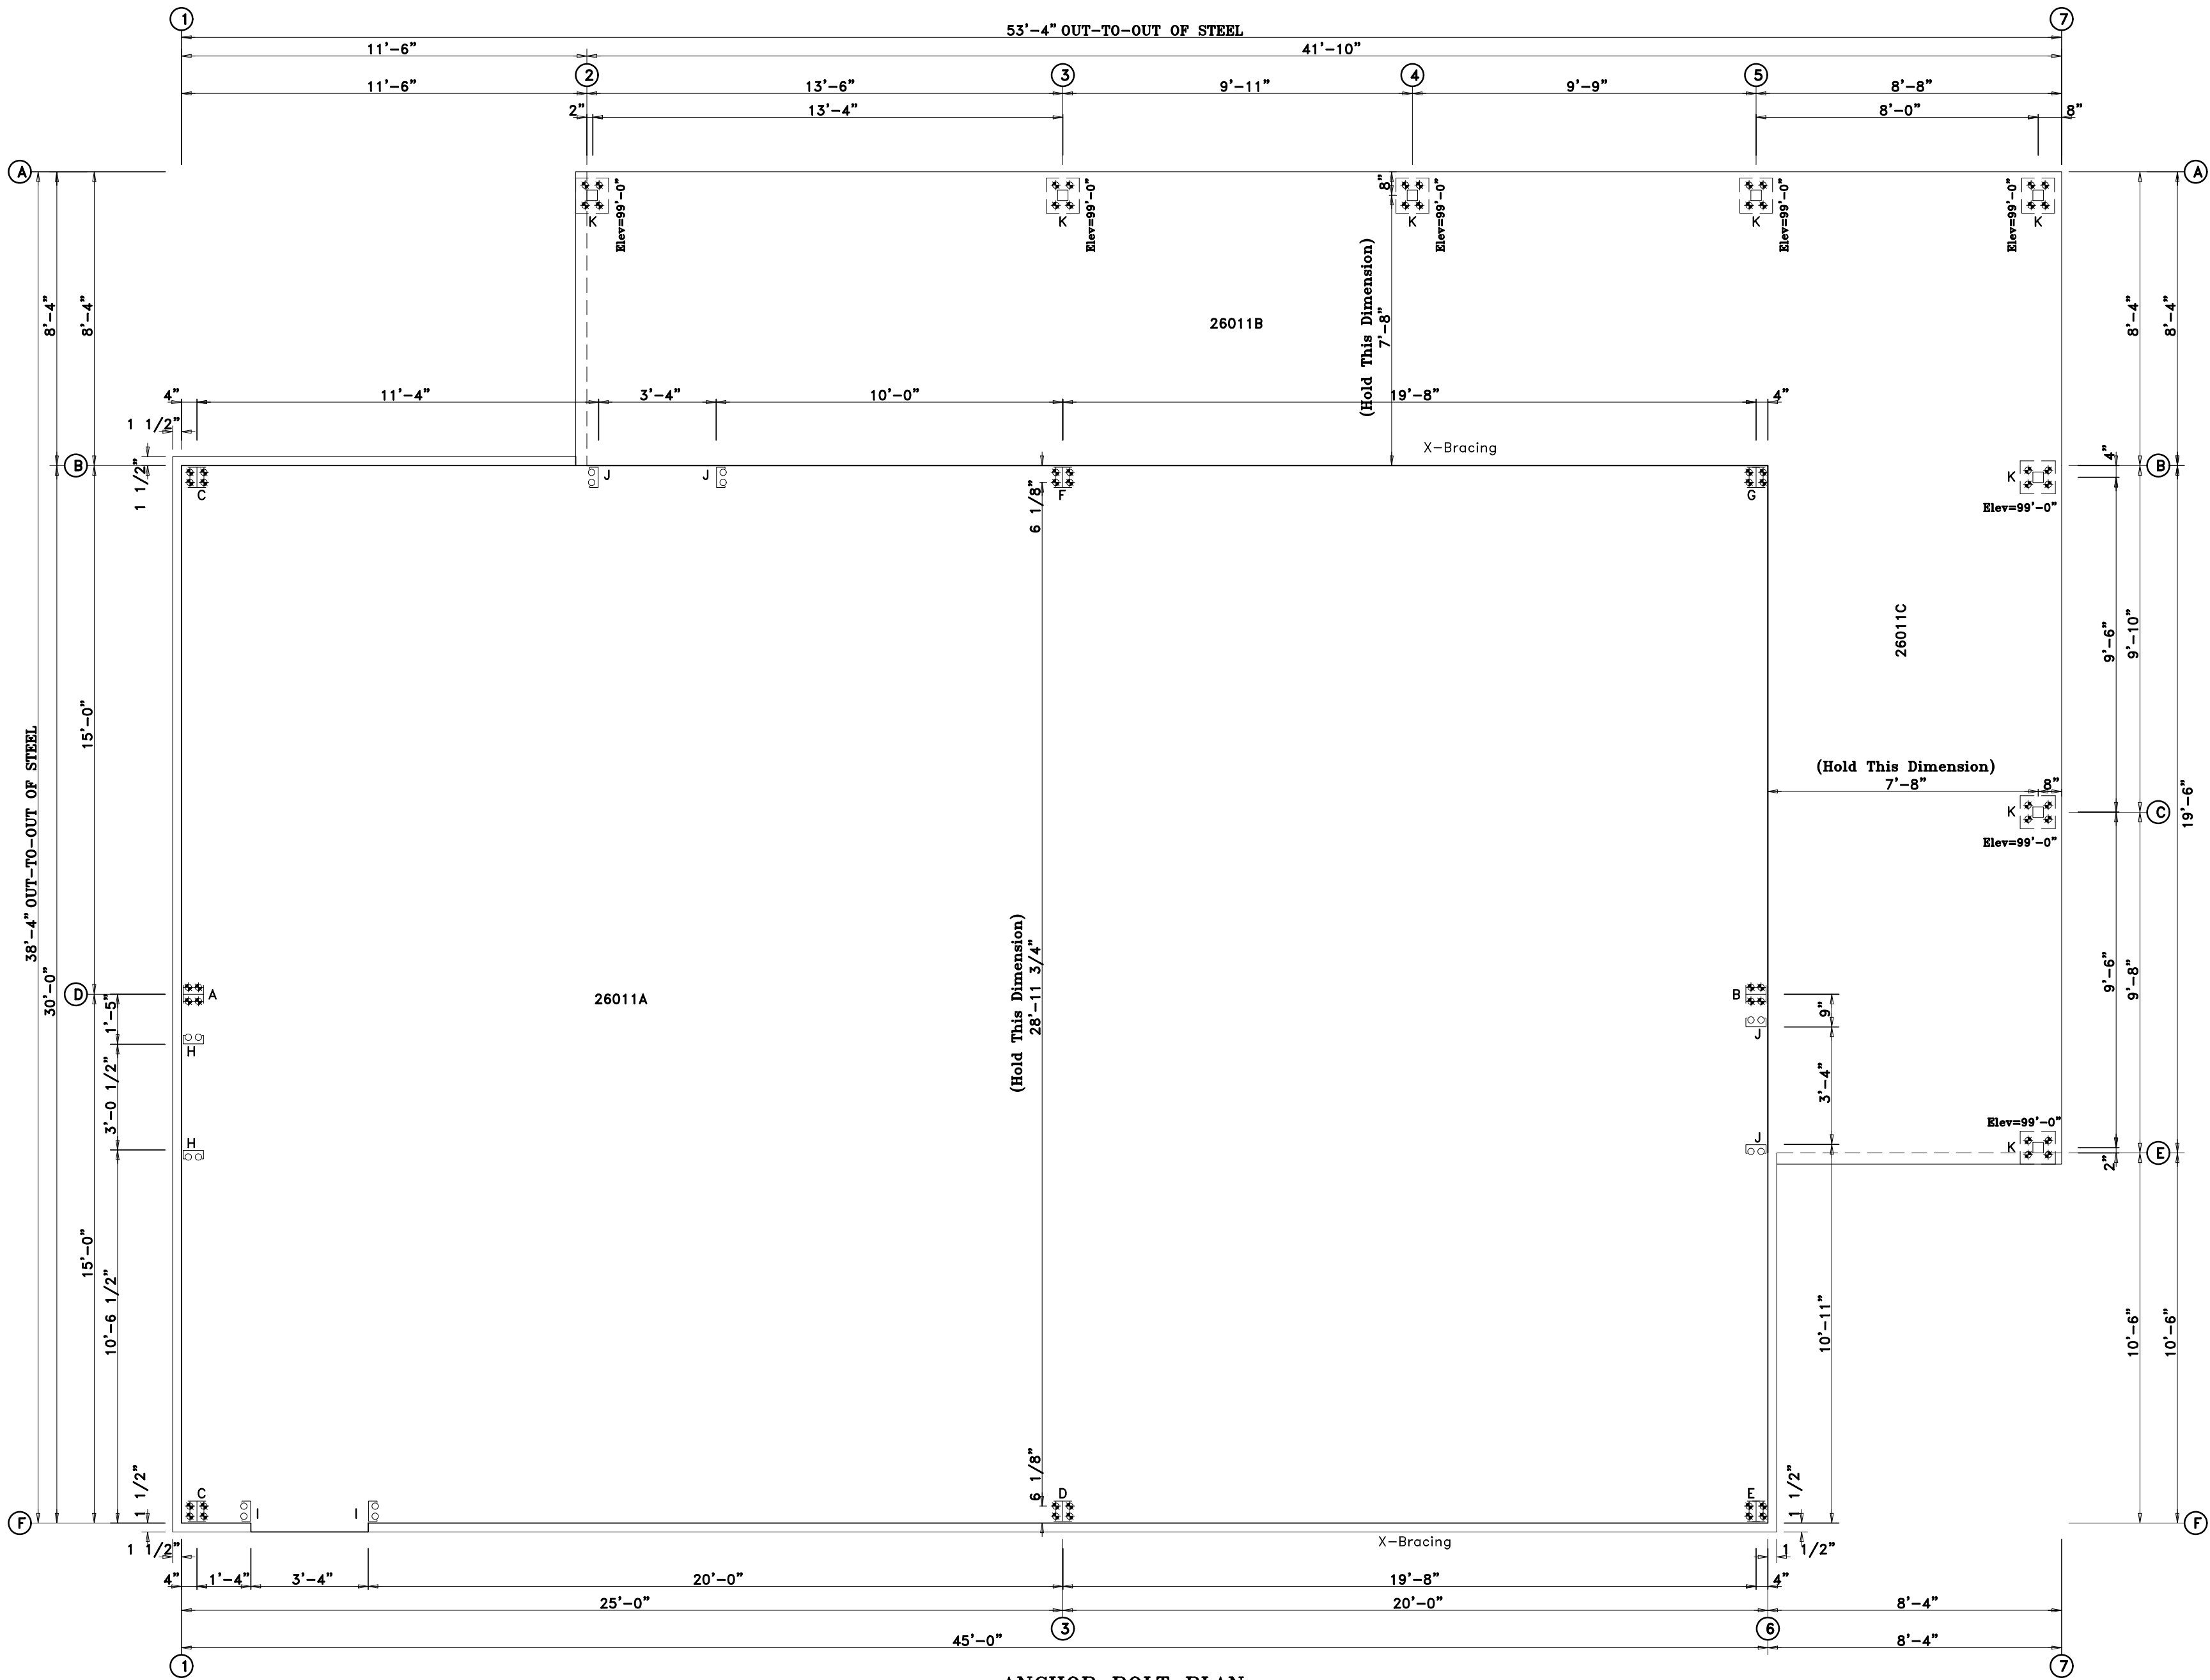 1
7
53'-4" OUT-TO-OUT OF STEEL
11'-6"
41'-10"
2
3
4
5
11'-6"
13'-6"
9'-11"
9'-9"
8'-8"
2"
13'-4"
8'-0"
8"
A
A
K
Elev=99'-0"
K
Elev=99'-0"
8"
K
Elev=99'-0"
K
Elev=99'-0"
Elev=99'-0"
K
8'-4"
8'-4"
26011B
(Hold This Dimension)
7'-8"
8'-4"
8'-4"
4"
11'-4"
3'-4"
10'-0"
19'-8"
4"
1 1/2"
X-Bracing
B
1 1/2"
C
J
J
F
6 1/8"
G
K
Elev=99'-0"
4"
B
15'-0"
26011C
9'-6"
9'-10"
38'-4" OUT-TO-OUT OF STEEL
30'-0"
(Hold This Dimension)
7'-8"
8"
K
Elev=99'-0"
C
19'-6"
(Hold This Dimension)
28'-11 3/4"
D
A
26011A
B
1'-5"
H
J
9"
9'-6"
9'-8"
3'-0 1/2"
3'-4"
H
J
Elev=99'-0"
K
2"
E
15'-0"
10'-6 1/2"
10'-11"
10'-6"
10'-6"
1 1/2"
C
I
I
6 1/8"
D
E
1 1/2"
F
F
1 1/2"
X-Bracing
1 1/2"
4"
1'-4"
3'-4"
20'-0"
19'-8"
4"
25'-0"
20'-0"
8'-4"
3
6
45'-0"
8'-4"
1
7
ANCHOR BOLT PLAN